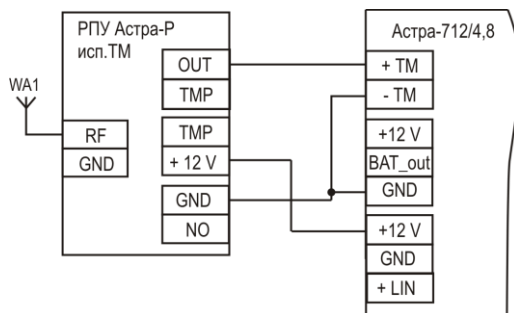 РПУ Астра-Р
исп.ТМ
OUT
TMP
WA1
RF
GND
TMP
+ 12 V
GND
NO
Астра-712/4,8
+ TM
- TM
+12 V
BAT_out
GND
+12 V
GND
+ LIN